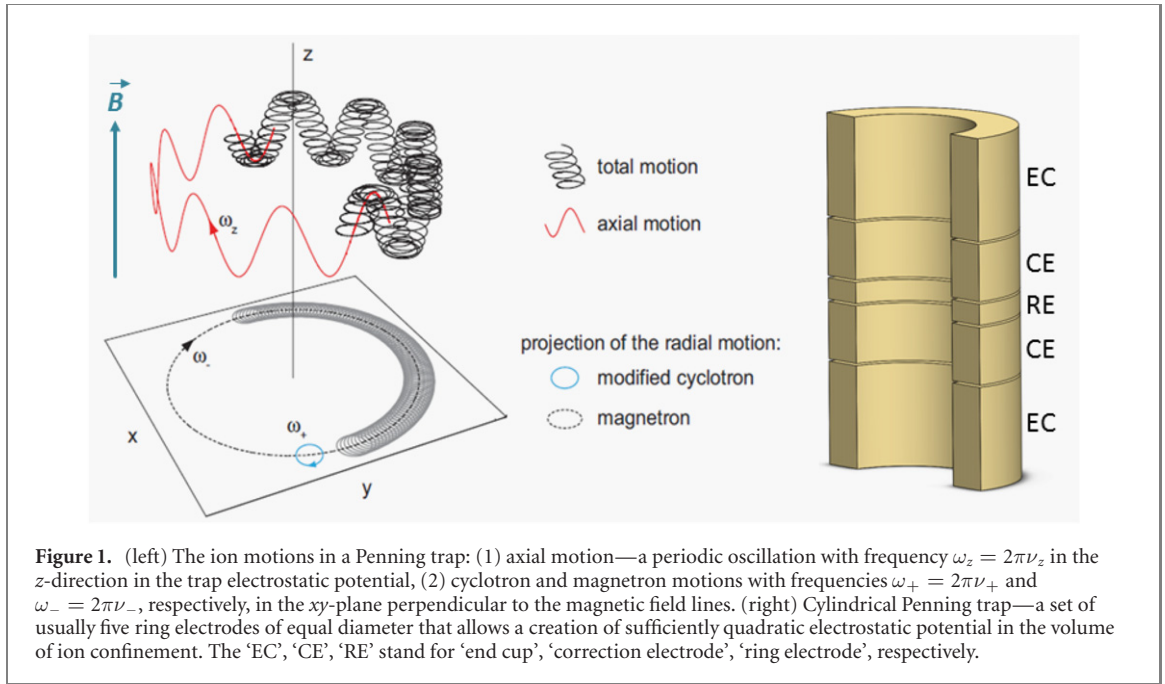 z
B
ω_z
total motion
axial motion
projection of the radial motion:
modified cyclotron
magnetron
ω_-
ω_+
x
y
EC
CE
RE
CE
EC
Figure 1. (left) The ion motions in a Penning trap: (1) axial motion—a periodic oscillation with frequency ω_z = 2πν_z in the
z-direction in the trap electrostatic potential, (2) cyclotron and magnetron motions with frequencies ω_+ = 2πν_+ and
ω_− = 2πν_−, respectively, in the xy-plane perpendicular to the magnetic field lines. (right) Cylindrical Penning trap—a set of
usually five ring electrodes of equal diameter that allows a creation of sufficiently quadratic electrostatic potential in the volume
of ion confinement. The ‘EC’, ‘CE’, ‘RE’ stand for ‘end cup’, ‘correction electrode’, ‘ring electrode’, respectively.